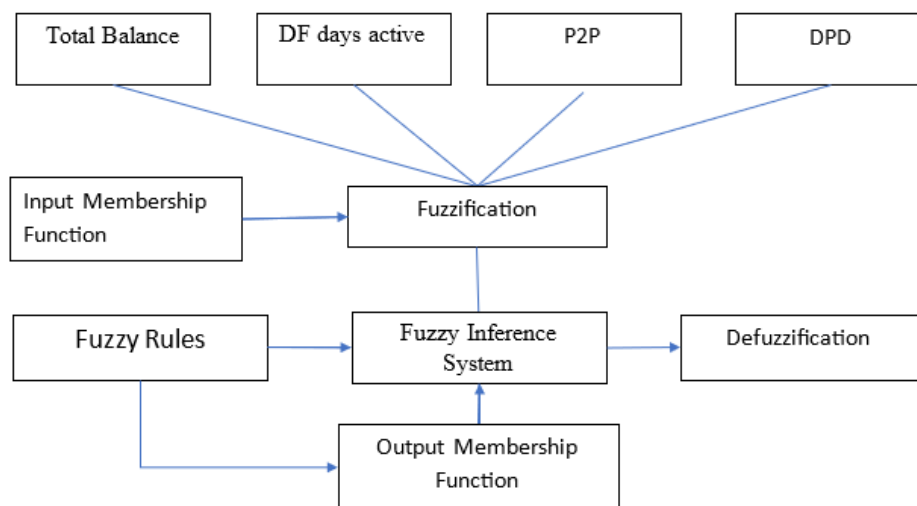 Total Balance
DF days active
P2P
DPD
Input Membership
Function
Fuzzification
Fuzzy Rules
Fuzzy Inference
System
Defuzzification
Output Membership
Function